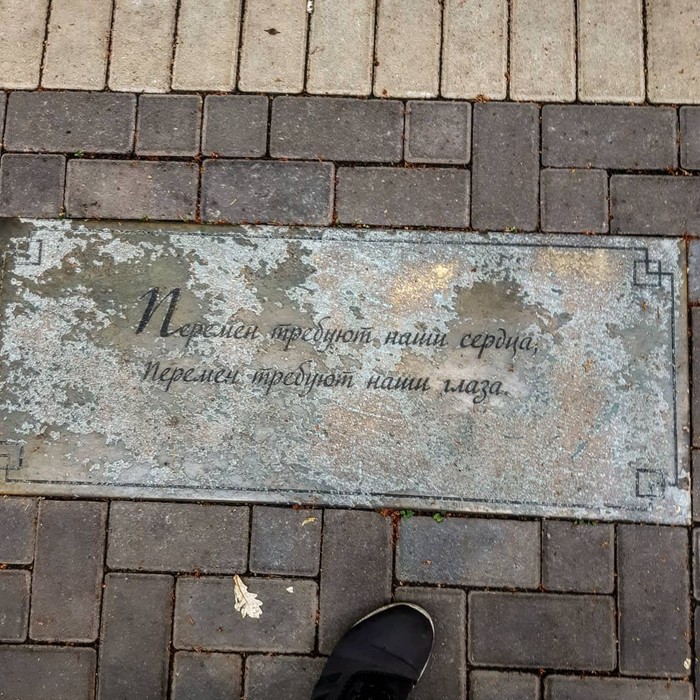 Перемен требуют наши сердца,
Перемен требуют наши глаза.